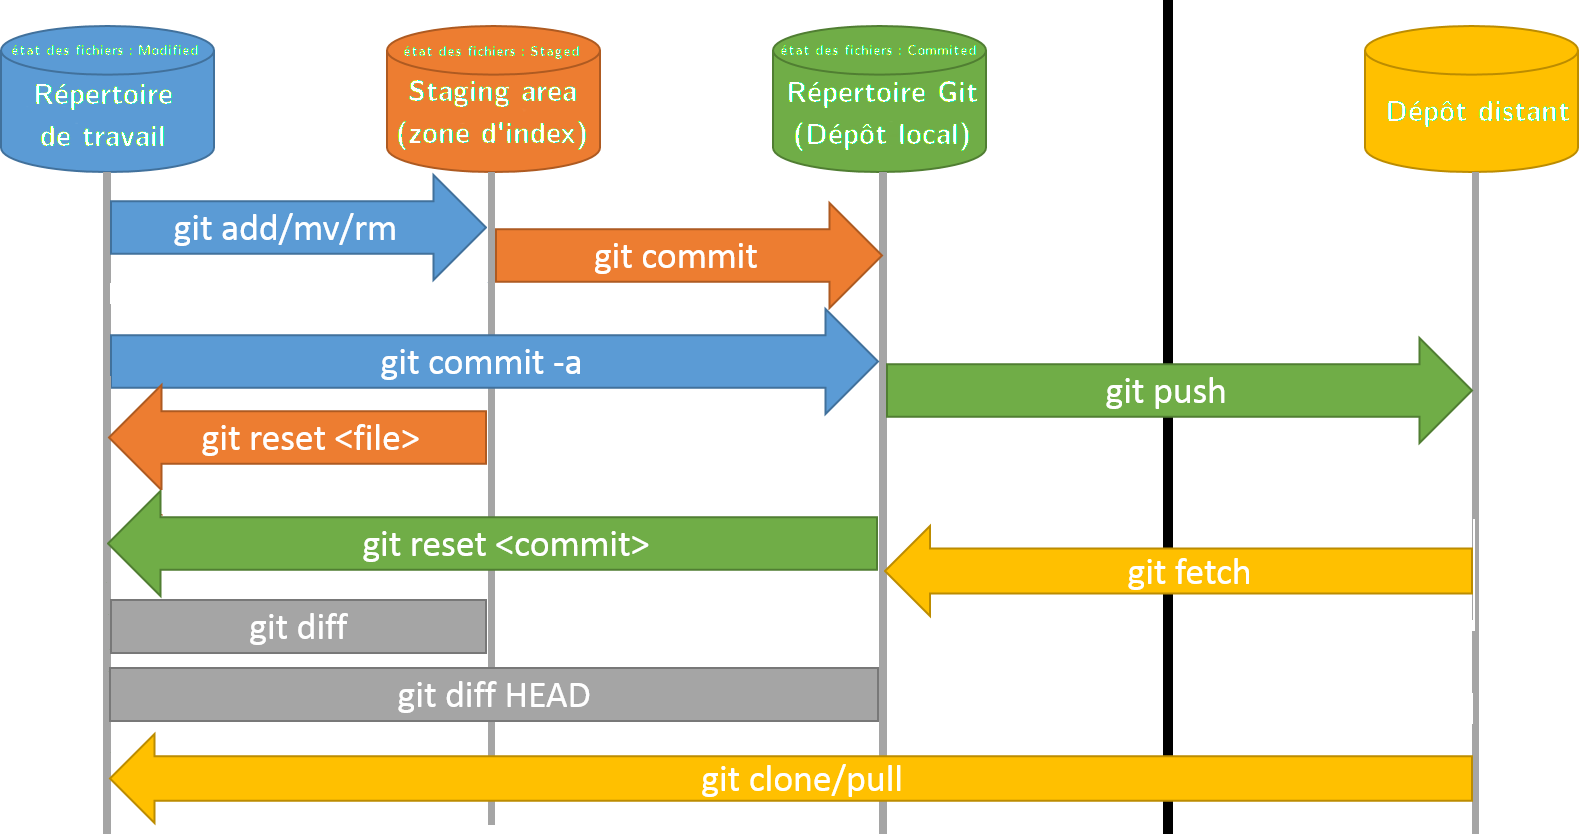 état des fichiers : Modified
Répertoire
de travail
état des fichiers : Staged
Staging area
(zone d'index)
état des fichiers : Commited
Répertoire Git
(Dépôt local)
Dépôt distant
git add/mv/rm
git commit
git commit -a
git push
git reset <file>
git reset <commit>
git fetch
git diff
git diff HEAD
git clone/pull